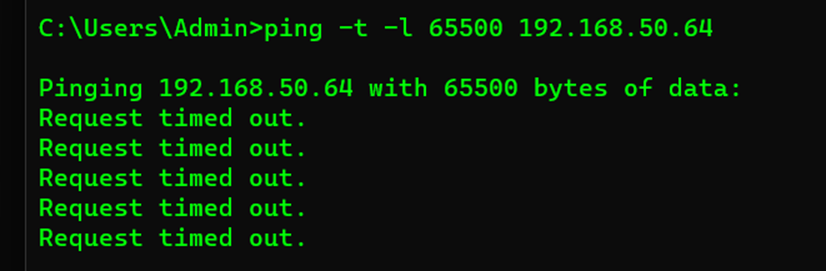 C:\Users\Admin>ping -t -l 65500 192.168.50.64
Pinging 192.168.50.64 with 65500 bytes of data:
Request timed out.
Request timed out.
Request timed out.
Request timed out.
Request timed out.